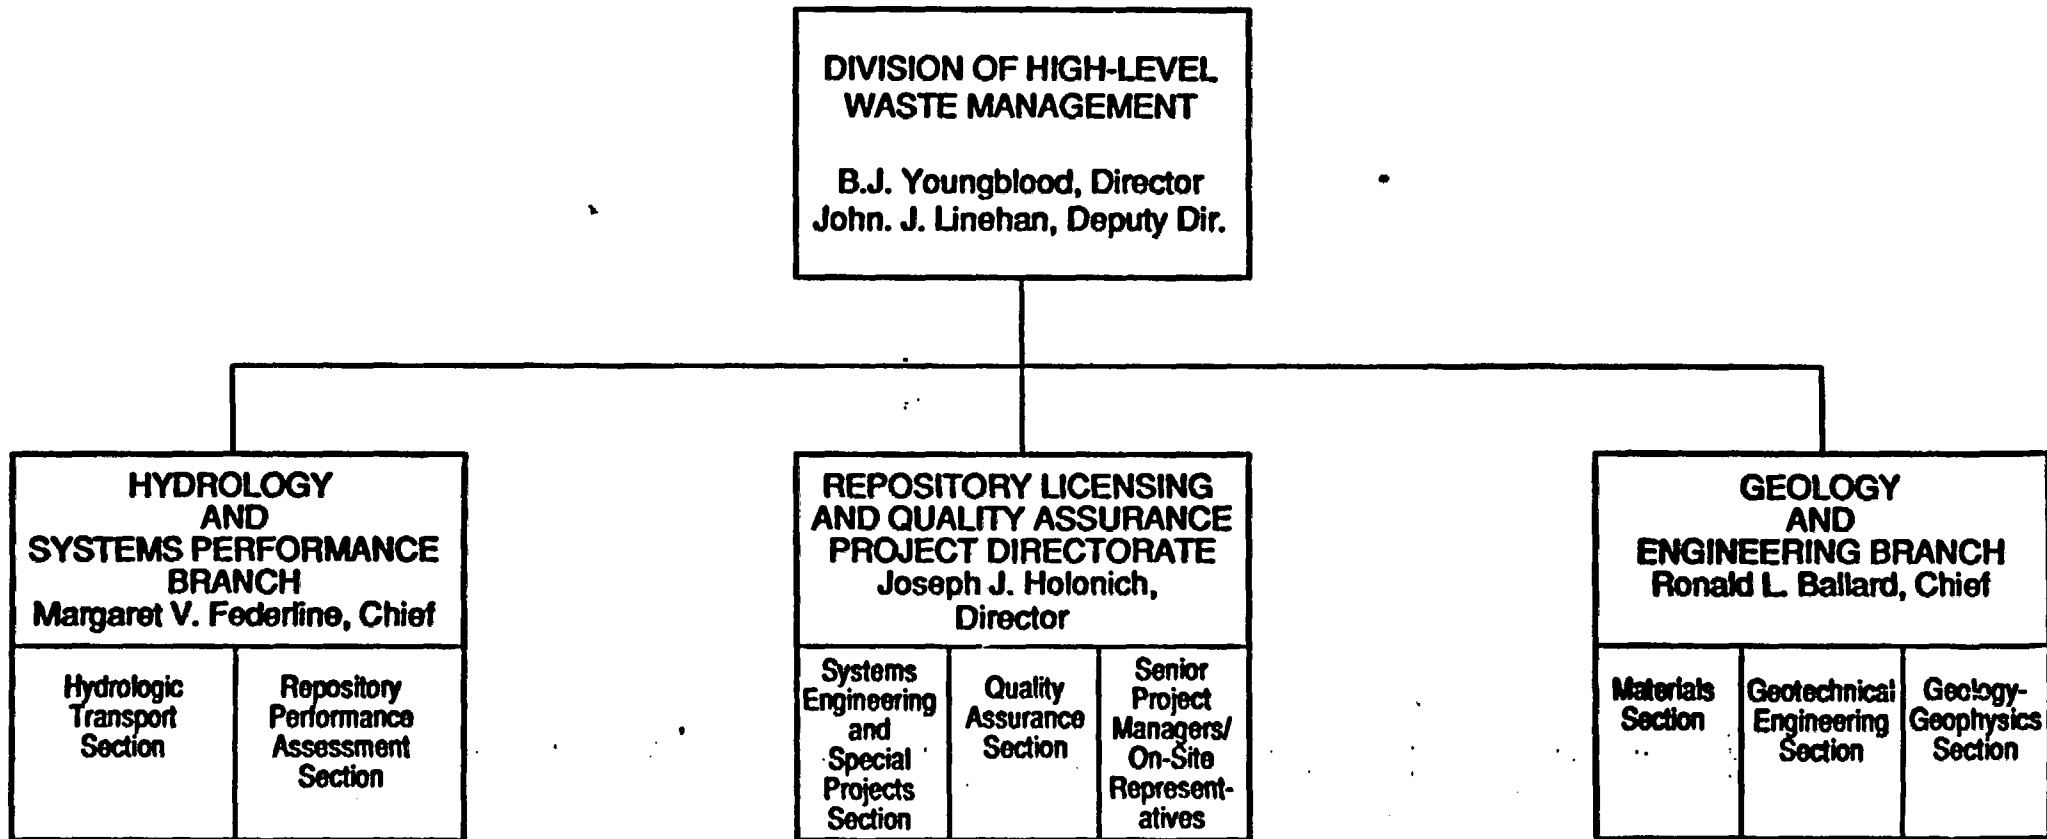 DIVISION OF HIGH-LEVEL
WASTE MANAGEMENT
B.J. Youngblood, Director
John. J. Linehan, Deputy Dir.
HYDROLOGY
AND
SYSTEMS PERFORMANCE
BRANCH
Margaret V. Federline, Chief
Hydrologic
Transport
Section
Repository
Performance
Assessment
Section
REPOSITORY LICENSING
AND QUALITY ASSURANCE
PROJECT DIRECTORATE
Joseph J. Holonich,
Director
Systems
Engineering
and
Special
Projects
Section
Quality
Assurance
Section
Senior
Project
Managers/
On-Site
Represent-
atives
GEOLOGY
AND
ENGINEERING BRANCH
Ronald L. Ballard, Chief
Materials
Section
Geotechnical
Engineering
Section
Geology-
Geophysics
Section